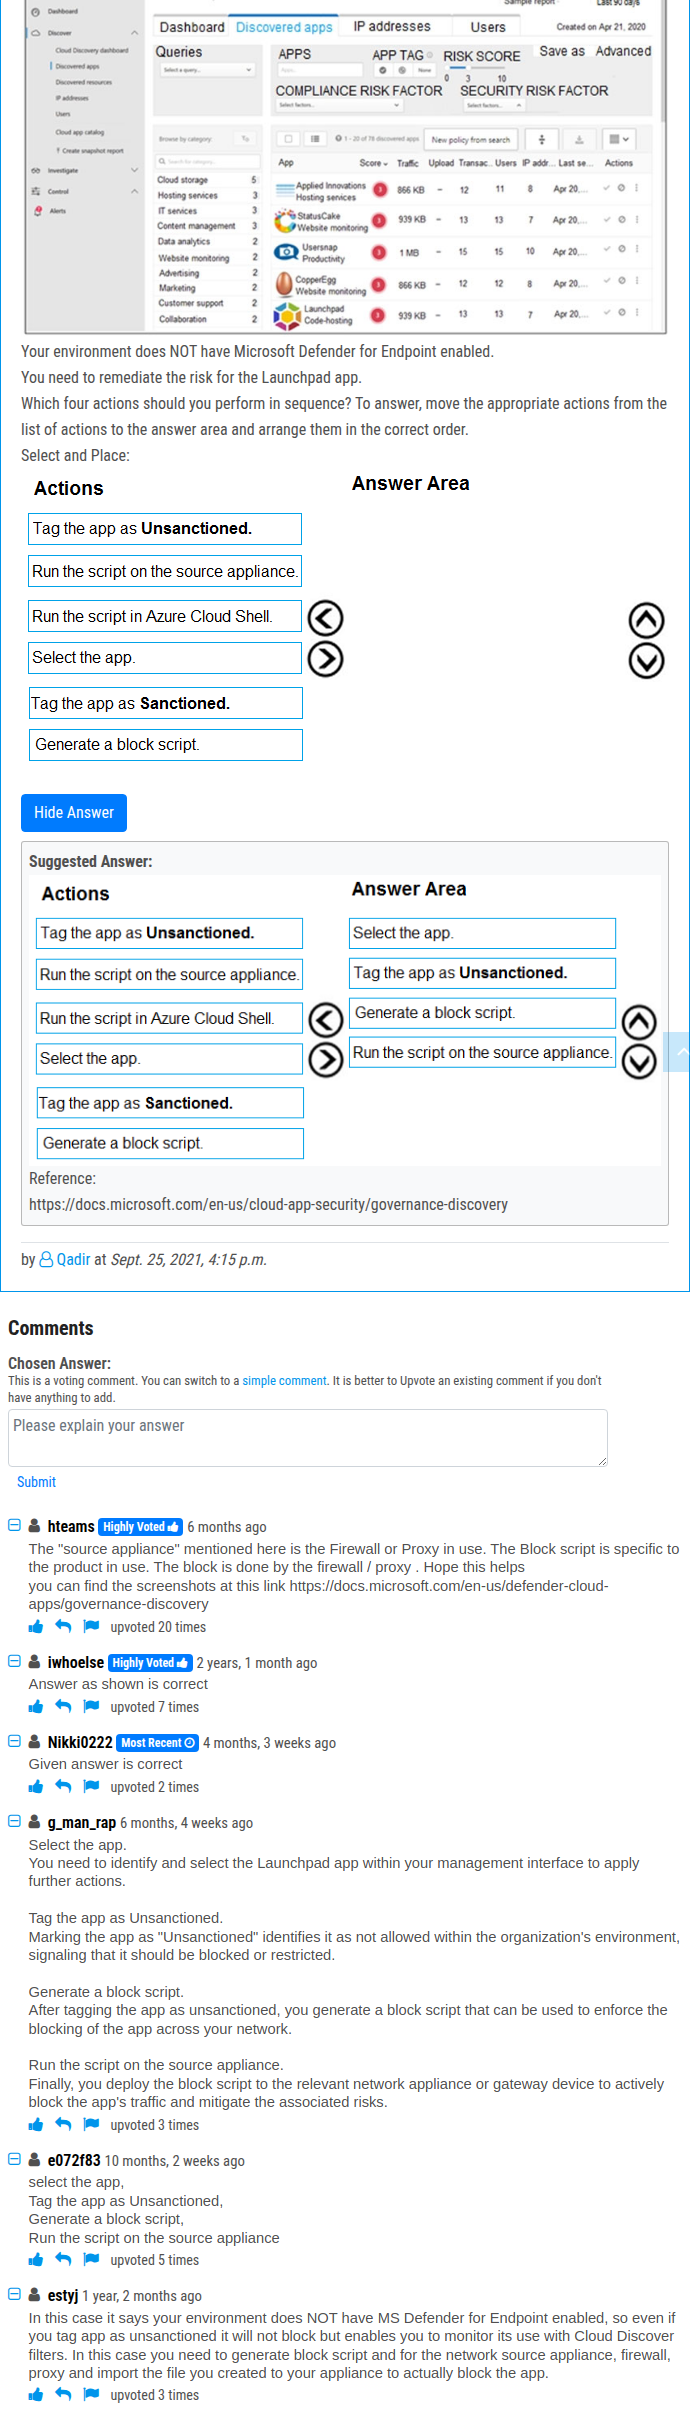 Dashboard
Sample report
Last 90 days
Dashboard Discovered apps IP addresses Users Created on Apr 21, 2020
Discover
Cloud Discovery dashboard
Discovered apps
Discovered resources
IP addresses
Users
Cloud app catalog
Create snapshot report
Investigate
Control
Alerts
Queries
Select a query...
APPS APP TAG RISK SCORE Save as Advanced
None
0 3 10
COMPLIANCE RISK FACTOR SECURITY RISK FACTOR
Select factors... Select factors...
Browse by category:
Search for category...
1 - 20 of 78 discovered apps New policy from search
App Score Traffic Upload Transac... Users IP addr... Last se... Actions
Cloud storage 5
Hosting services 3
IT services 3
Content management 3
Data analytics 2
Website monitoring 2
Advertising 2
Marketing 2
Customer support 2
Collaboration 2
Applied Innovations
Hosting services
3 866 KB - 12 11 8 Apr 20,...
StatusCake
Website monitoring
3 939 KB - 13 13 7 Apr 20,...
Usersnap
Productivity
3 1 MB - 15 15 10 Apr 20,...
CopperEgg
Website monitoring
3 866 KB - 12 12 8 Apr 20,...
Launchpad
Code-hosting
3 939 KB - 13 13 7 Apr 20,...
Your environment does NOT have Microsoft Defender for Endpoint enabled.
You need to remediate the risk for the Launchpad app.
Which four actions should you perform in sequence? To answer, move the appropriate actions from the
list of actions to the answer area and arrange them in the correct order.
Select and Place:
Actions
Answer Area
Tag the app as Unsanctioned.
Run the script on the source appliance.
Run the script in Azure Cloud Shell.
Select the app.
Tag the app as Sanctioned.
Generate a block script.
Hide Answer
Suggested Answer:
Actions
Answer Area
Tag the app as Unsanctioned.
Run the script on the source appliance.
Run the script in Azure Cloud Shell.
Select the app.
Tag the app as Sanctioned.
Generate a block script.
Select the app.
Tag the app as Unsanctioned.
Generate a block script.
Run the script on the source appliance.
Reference:
https://docs.microsoft.com/en-us/cloud-app-security/governance-discovery
by Qadir at Sept. 25, 2021, 4:15 p.m.
Comments
Chosen Answer:
This is a voting comment. You can switch to a simple comment. It is better to Upvote an existing comment if you don't
have anything to add.
Please explain your answer
Submit
hteams Highly Voted 6 months ago
The "source appliance" mentioned here is the Firewall or Proxy in use. The Block script is specific to
the product in use. The block is done by the firewall / proxy . Hope this helps
you can find the screenshots at this link https://docs.microsoft.com/en-us/defender-cloud-
apps/governance-discovery
upvoted 20 times
iwhoelse Highly Voted 2 years, 1 month ago
Answer as shown is correct
upvoted 7 times
Nikki0222 Most Recent 4 months, 3 weeks ago
Given answer is correct
upvoted 2 times
g_man_rap 6 months, 4 weeks ago
Select the app.
You need to identify and select the Launchpad app within your management interface to apply
further actions.
Tag the app as Unsanctioned.
Marking the app as "Unsanctioned" identifies it as not allowed within the organization's environment,
signaling that it should be blocked or restricted.
Generate a block script.
After tagging the app as unsanctioned, you generate a block script that can be used to enforce the
blocking of the app across your network.
Run the script on the source appliance.
Finally, you deploy the block script to the relevant network appliance or gateway device to actively
block the app's traffic and mitigate the associated risks.
upvoted 3 times
e072f83 10 months, 2 weeks ago
select the app,
Tag the app as Unsanctioned,
Generate a block script,
Run the script on the source appliance
upvoted 5 times
estyj 1 year, 2 months ago
In this case it says your environment does NOT have MS Defender for Endpoint enabled, so even if
you tag app as unsanctioned it will not block but enables you to monitor its use with Cloud Discover
filters. In this case you need to generate block script and for the network source appliance, firewall,
proxy and import the file you created to your appliance to actually block the app.
upvoted 3 times